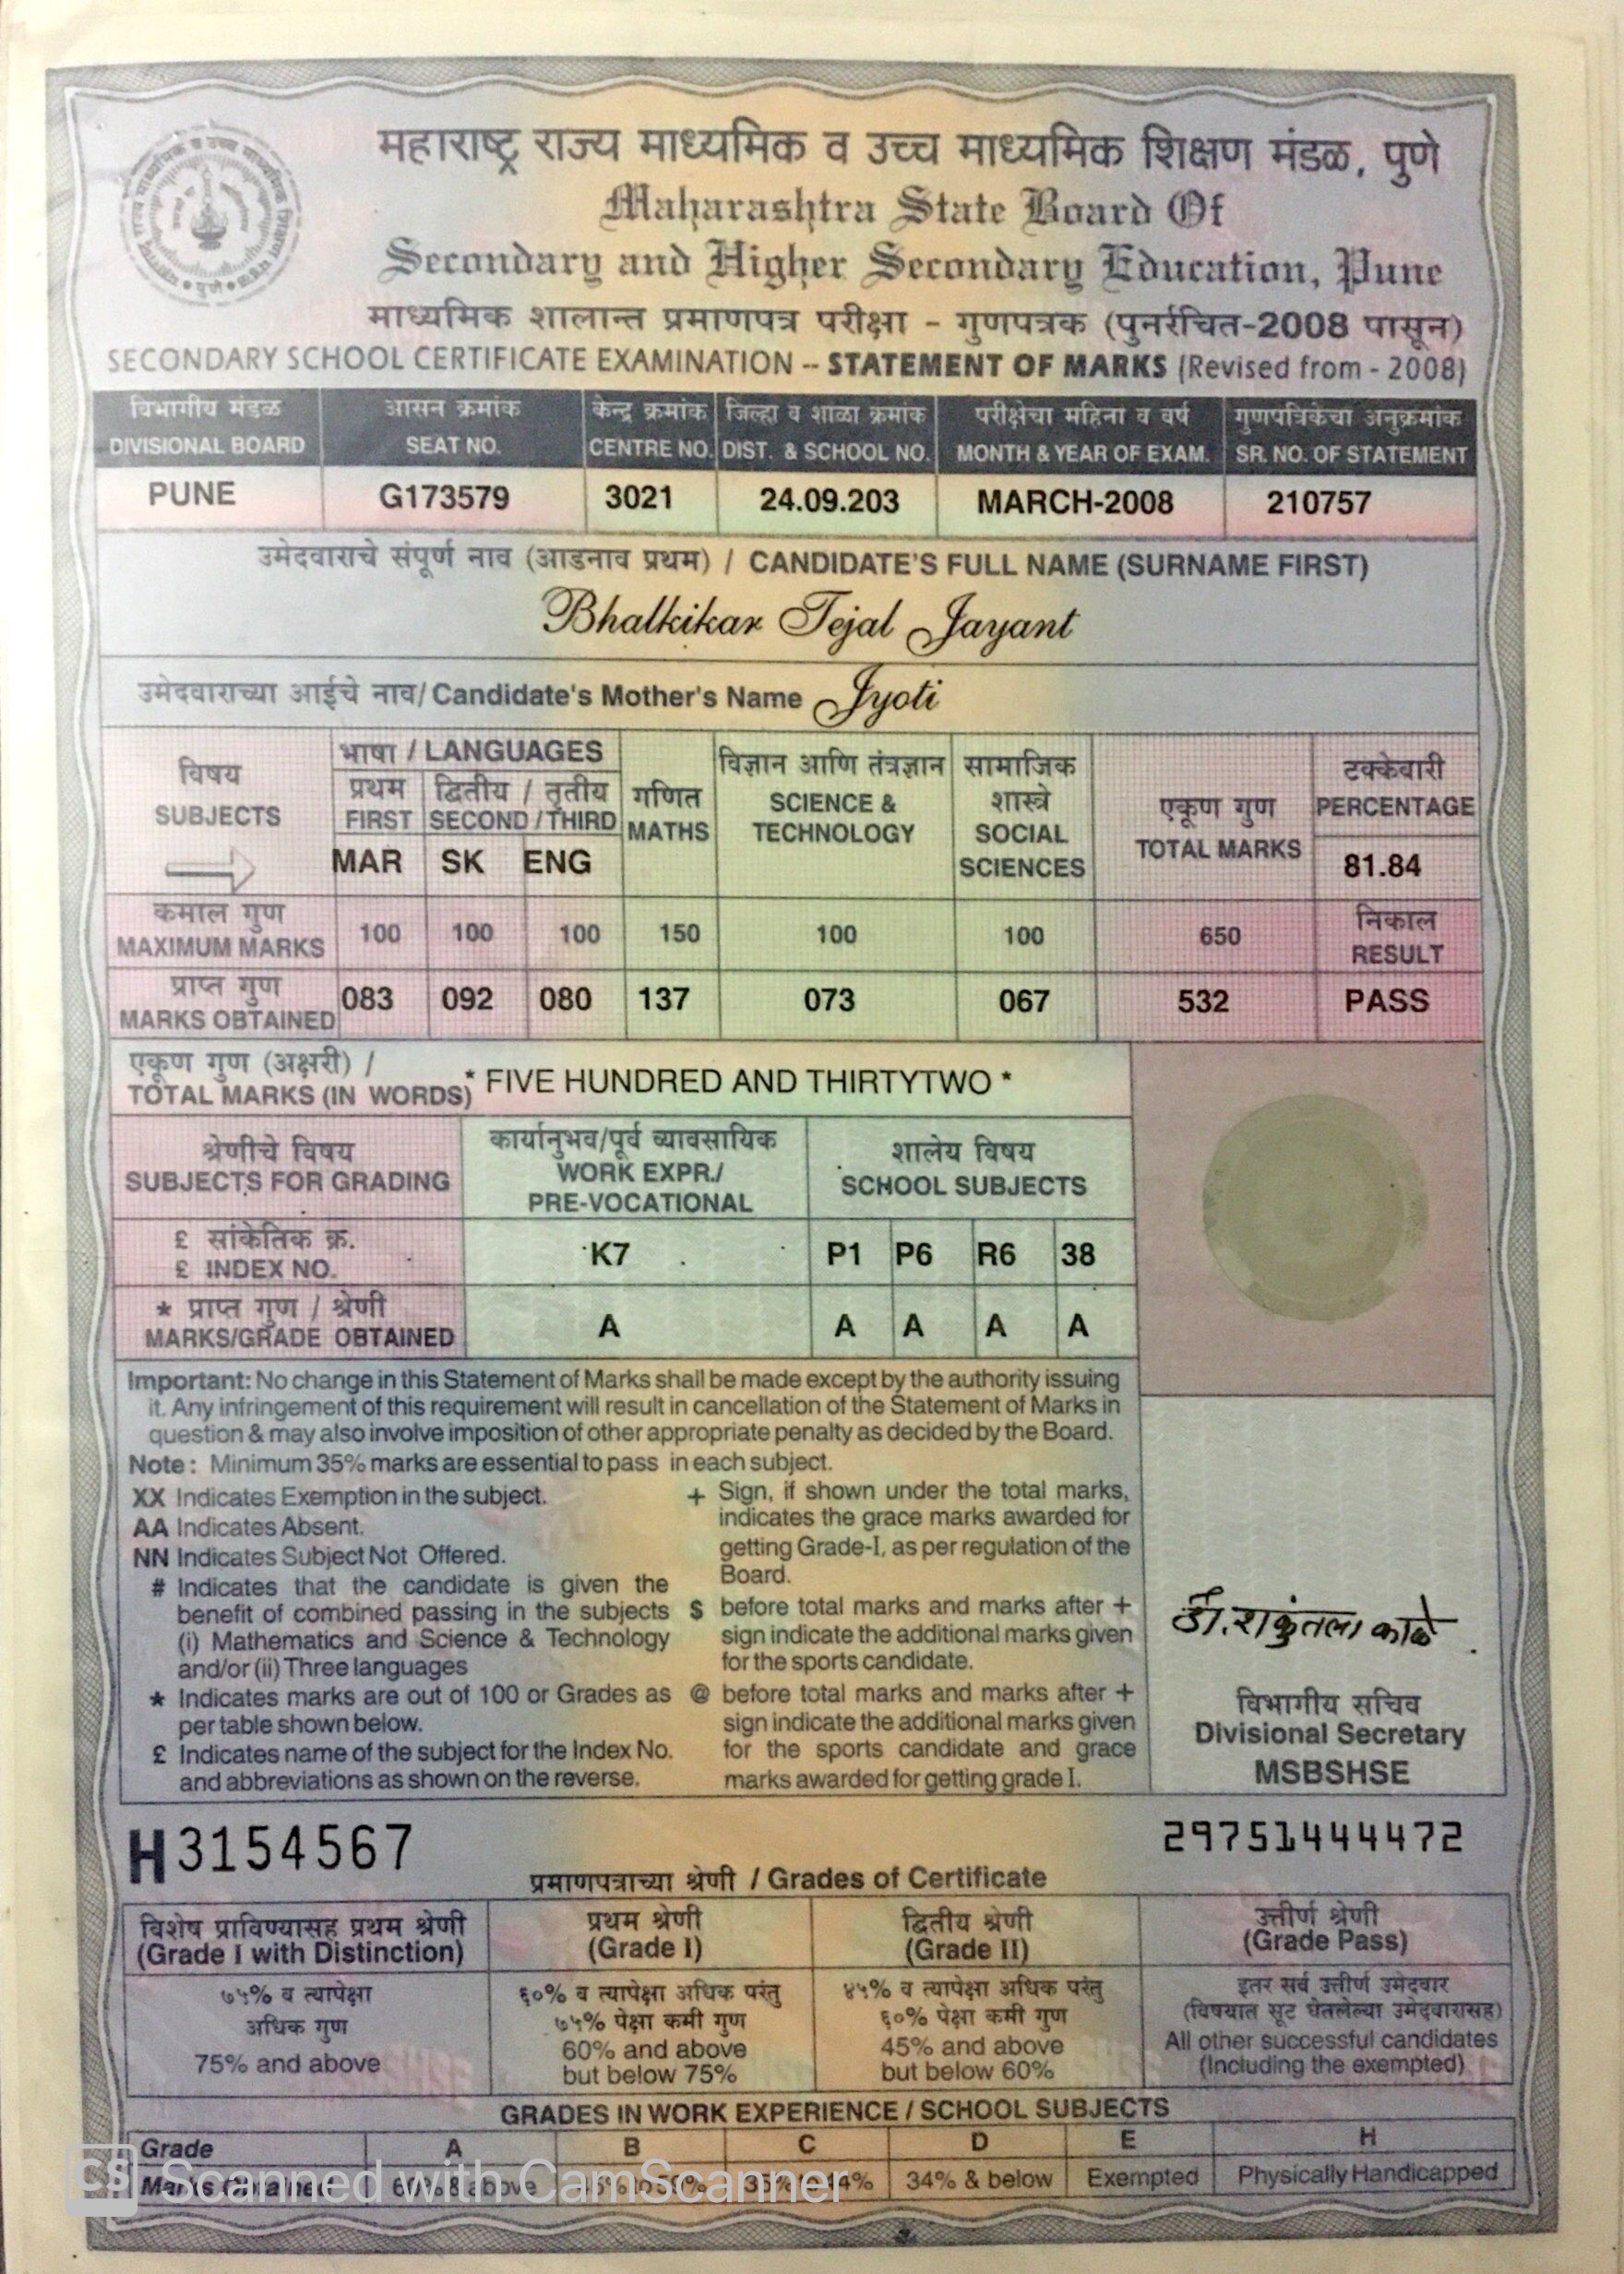 महाराष्ट्र राज्य माध्यमिक व उच्च माध्यमिक शिक्षण मंडळ, पुणे
Maharashtra State Board Of
Secondary and Higher Secondary Education, Pune
माध्यमिक शालान्त प्रमाणपत्र परीक्षा - गुणपत्रक (पुनर्रचित-2008 पासून)
SECONDARY SCHOOL CERTIFICATE EXAMINATION -- STATEMENT OF MARKS (Revised from - 2008)
विभागीय मंडळ आसन क्रमांक केन्द्र क्रमांक जिल्हा व शाळा क्रमांक परीक्षेचा महिना व वर्ष गुणपत्रिकेचा अनुक्रमांक
DIVISIONAL BOARD SEAT NO. CENTRE NO. DIST. & SCHOOL NO. MONTH & YEAR OF EXAM. SR. NO. OF STATEMENT
PUNE G173579 3021 24.09.203 MARCH-2008 210757
उमेदवाराचे संपूर्ण नाव (आडनाव प्रथम) / CANDIDATE'S FULL NAME (SURNAME FIRST)
Bhalkikar Tejal Jayant
उमेदवाराच्या आईचे नाव/ Candidate's Mother's Name Jyoti
विषय
SUBJECTS
भाषा / LANGUAGES
प्रथम द्वितीय / तृतीय
FIRST SECOND / THIRD
MAR SK ENG
गणित
MATHS
विज्ञान आणि तंत्रज्ञान
SCIENCE &
TECHNOLOGY
सामाजिक
शास्त्रे
SOCIAL
SCIENCES
एकूण गुण
TOTAL MARKS
टक्केवारी
PERCENTAGE
81.84
कमाल गुण
MAXIMUM MARKS 100 100 100 150 100 100 650
निकाल
RESULT
प्राप्त गुण
MARKS OBTAINED 083 092 080 137 073 067 532 PASS
एकूण गुण (अक्षरी) /
TOTAL MARKS (IN WORDS) * FIVE HUNDRED AND THIRTYTWO *
श्रेणीचे विषय
SUBJECTS FOR GRADING
कार्यानुभव/पूर्व व्यावसायिक
WORK EXPR./
PRE-VOCATIONAL
शालेय विषय
SCHOOL SUBJECTS
£ सांकेतिक क्र.
£ INDEX NO.
K7 P1 P6 R6 38
* प्राप्त गुण / श्रेणी
MARKS/GRADE OBTAINED
A A A A A
Important: No change in this Statement of Marks shall be made except by the authority issuing
it. Any infringement of this requirement will result in cancellation of the Statement of Marks in
question & may also involve imposition of other appropriate penalty as decided by the Board.
Note : Minimum 35% marks are essential to pass in each subject.
XX Indicates Exemption in the subject.
AA Indicates Absent.
NN Indicates Subject Not Offered.
# Indicates that the candidate is given the
benefit of combined passing in the subjects
(i) Mathematics and Science & Technology
and/or (ii) Three languages
* Indicates marks are out of 100 or Grades as
per table shown below.
£ Indicates name of the subject for the Index No.
and abbreviations as shown on the reverse.
+ Sign, if shown under the total marks,
indicates the grace marks awarded for
getting Grade-I, as per regulation of the
Board.
$ before total marks and marks after +
sign indicate the additional marks given
for the sports candidate.
@ before total marks and marks after +
sign indicate the additional marks given
for the sports candidate and grace
marks awarded for getting grade I.
डॉ. शकुंतला काळे
विभागीय सचिव
Divisional Secretary
MSBSHSE
H 3154567
29751444472
प्रमाणपत्राच्या श्रेणी / Grades of Certificate
विशेष प्राविण्यासह प्रथम श्रेणी
(Grade I with Distinction)
प्रथम श्रेणी
(Grade I)
द्वितीय श्रेणी
(Grade II)
उत्तीर्ण श्रेणी
(Grade Pass)
७५% व त्यापेक्षा
अधिक गुण
75% and above
६०% व त्यापेक्षा अधिक परंतु
७५% पेक्षा कमी गुण
60% and above
but below 75%
४५% व त्यापेक्षा अधिक परंतु
६०% पेक्षा कमी गुण
45% and above
but below 60%
इतर सर्व उत्तीर्ण उमेदवार
(विषयात सूट घेतलेल्या उमेदवारासह)
All other successful candidates
(Including the exempted)
GRADES IN WORK EXPERIENCE / SCHOOL SUBJECTS
Grade A B C D E H
Marks Obtained 60% & above 45% to 59% 35% to 44% 34% & below Exempted Physically Handicapped
CS Scanned with CamScanner